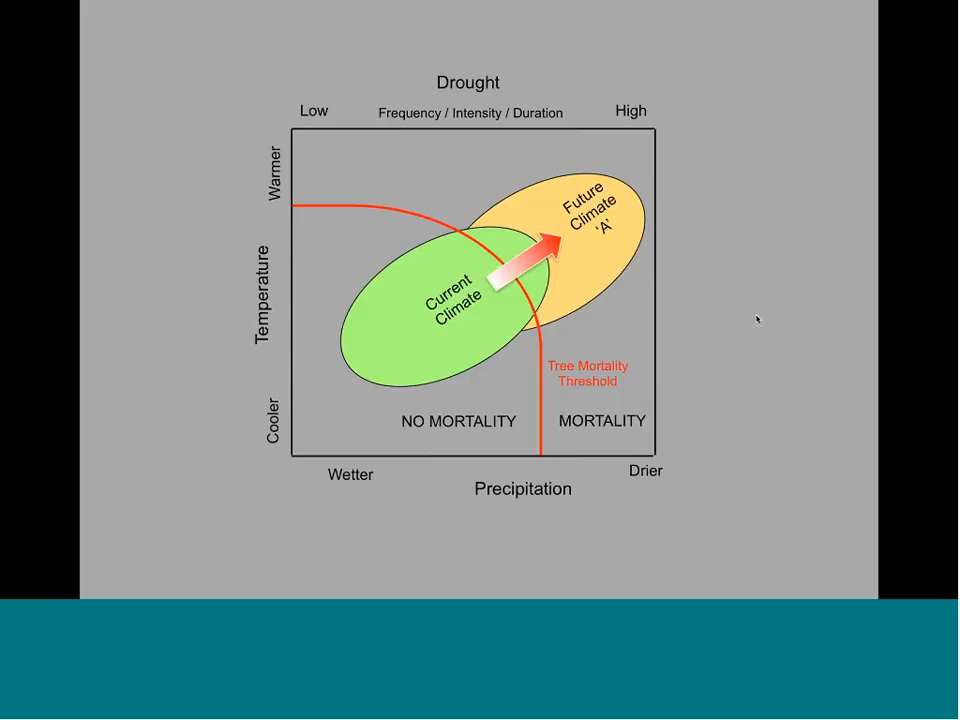 Drought
Low
Frequency / Intensity / Duration
High
Warmer
Temperature
Cooler
Future
Climate
‘A’
Current
Climate
Tree Mortality
Threshold
NO MORTALITY
MORTALITY
Wetter
Drier
Precipitation